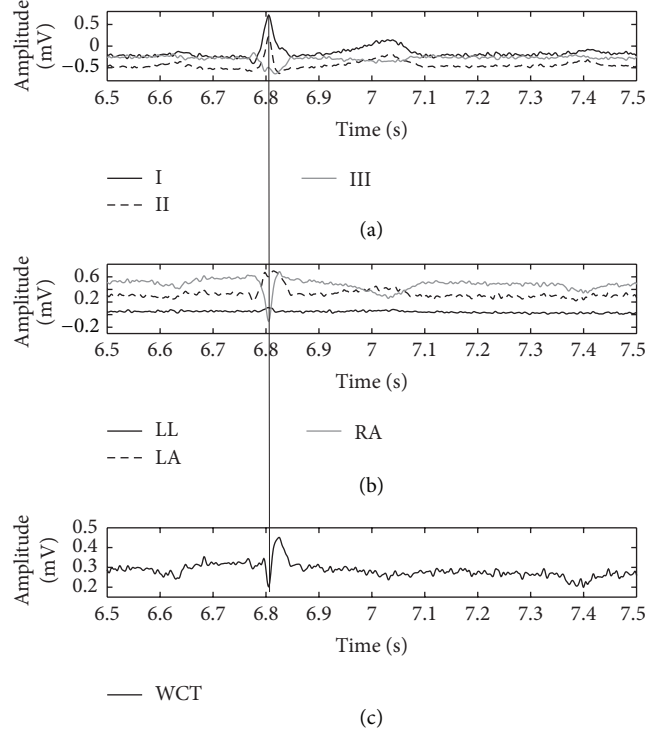 Amplitude
(mV)
0.5
0
−0.5
6.5 6.6 6.7 6.8 6.9 7 7.1 7.2 7.3 7.4 7.5
Time (s)
I
II
III
(a)
Amplitude
(mV)
0.6
0.2
−0.2
6.5 6.6 6.7 6.8 6.9 7 7.1 7.2 7.3 7.4 7.5
Time (s)
LL
LA
RA
(b)
Amplitude
(mV)
0.5
0.4
0.3
0.2
6.5 6.6 6.7 6.8 6.9 7 7.1 7.2 7.3 7.4 7.5
Time (s)
WCT
(c)